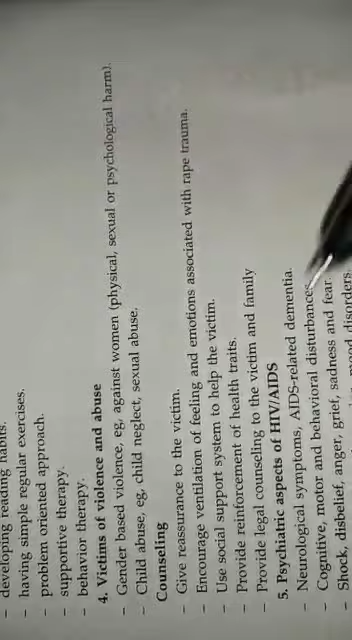 – developing reading habits.
– having simple regular exercises.
– problem oriented approach.
– supportive therapy.
behavior therapy.
4. Victims of violence and abuse
– Gender based violence, eg, against women (physical, sexual or psychological harm).
– Child abuse, eg, child neglect, sexual abuse.
Counseling
Give reassurance to the victim.
– Encourage ventilation of feeling and emotions associated with rape trauma.
– Use social support system to help the victim.
Provide reinforcement of health traits.
– Provide legal counseling to the victim and family
5. Psychiatric aspects of HIV/AIDS
– Neurological symptoms, AIDS-related dementia.
– Cognitive, motor and behavioral disturbances
– Shock, disbelief, anger, grief, sadness and fear.
mood disorders